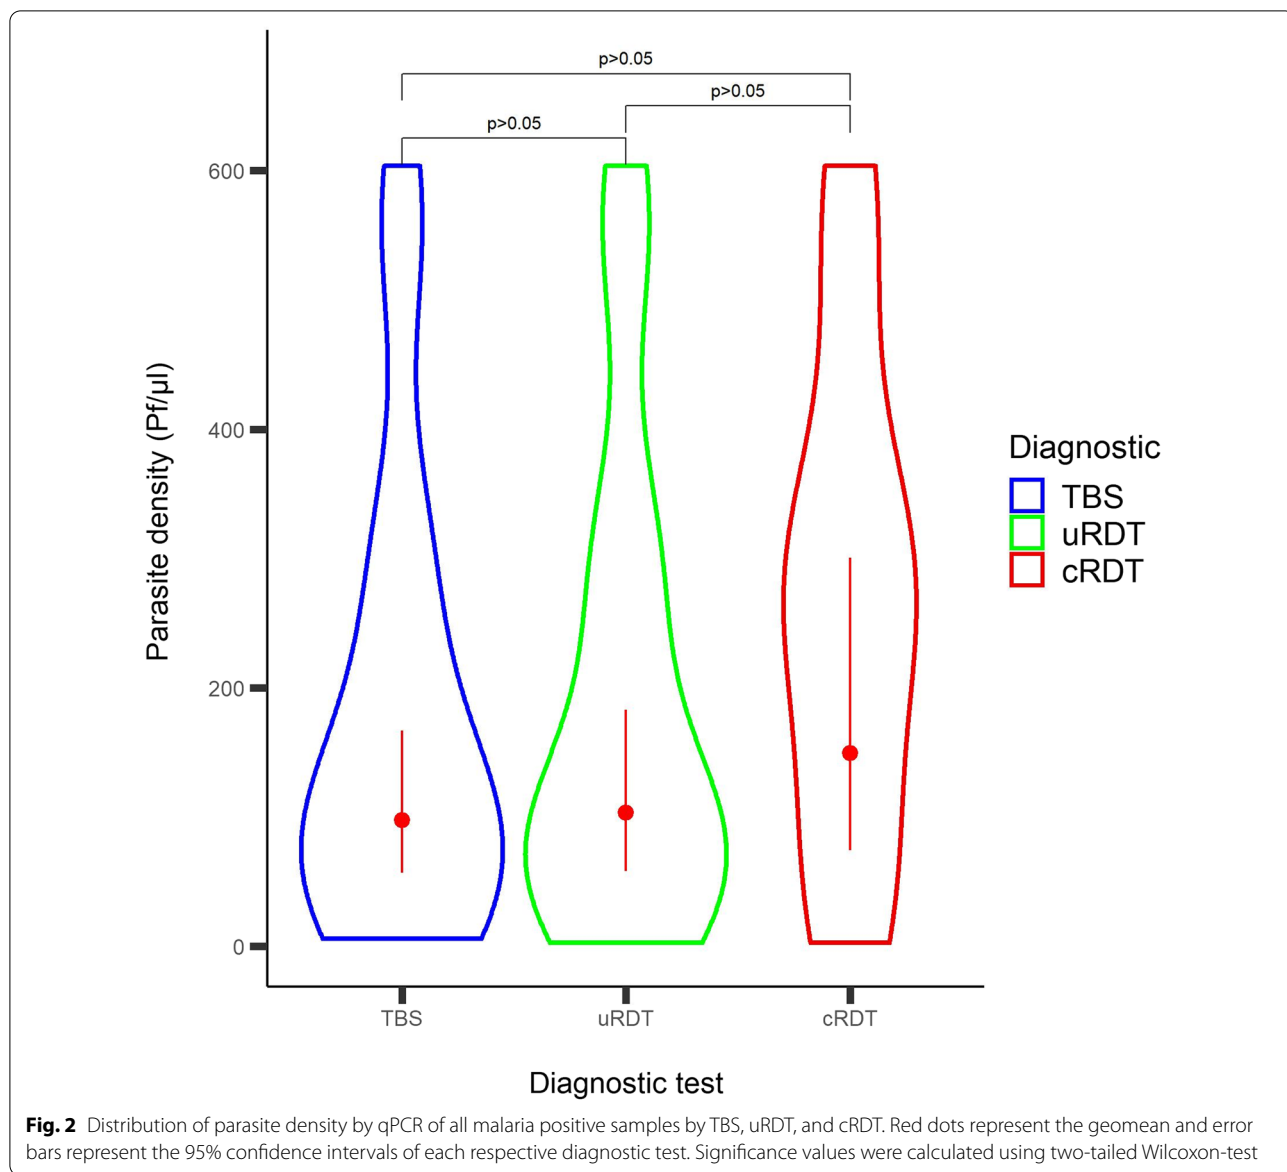 p>0.05
p>0.05
p>0.05
600
400
200
0
Parasite density (Pf/µl)
TBS
uRDT
cRDT
Diagnostic test
Diagnostic
TBS
uRDT
cRDT
Fig. 2 Distribution of parasite density by qPCR of all malaria positive samples by TBS, uRDT, and cRDT. Red dots represent the geomean and error
bars represent the 95% confidence intervals of each respective diagnostic test. Significance values were calculated using two-tailed Wilcoxon-test